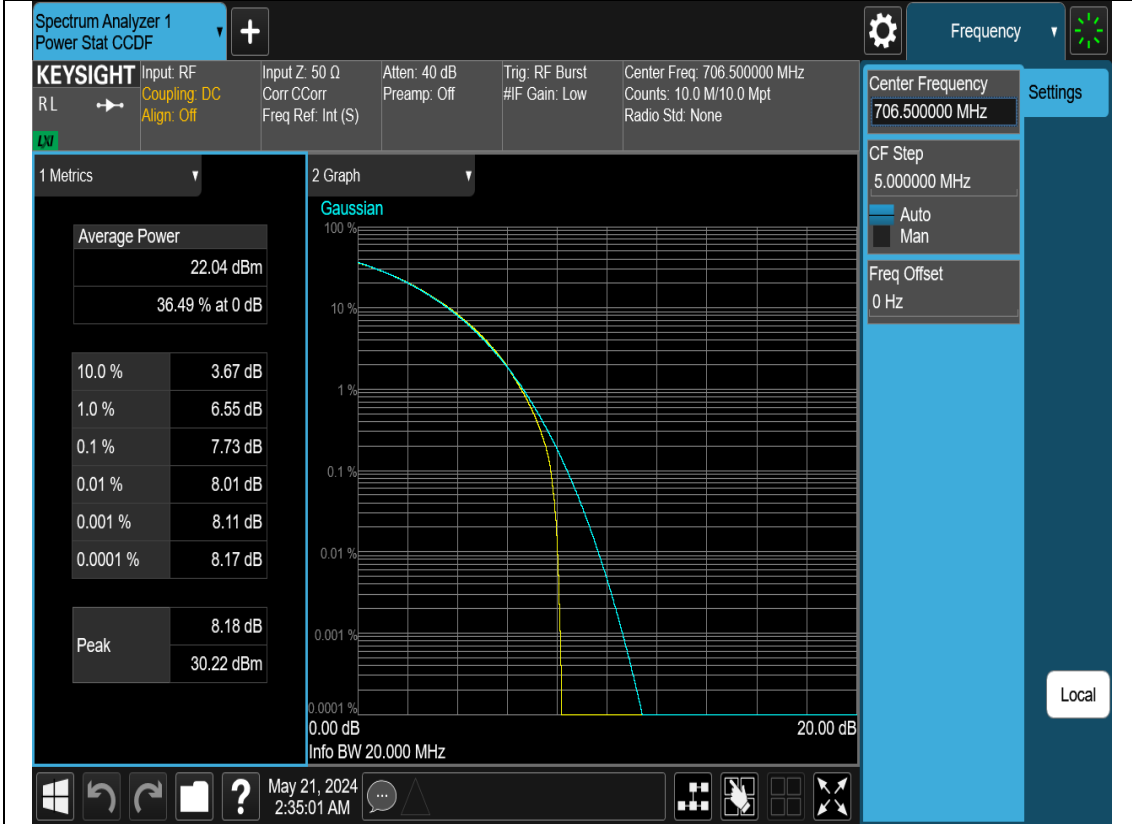 Spectrum Analyzer 1
Power Stat CCDF
Frequency
KEYSIGHT
RL
LXI
Input: RF
Coupling: DC
Align: Off
Input Z: 50 Ω
Corr CCorr
Freq Ref: Int (S)
Atten: 40 dB
Preamp: Off
Trig: RF Burst
#IF Gain: Low
Center Freq: 706.500000 MHz
Counts: 10.0 M/10.0 Mpt
Radio Std: None
Center Frequency
706.500000 MHz
Settings
CF Step
5.000000 MHz
Auto
Man
Freq Offset
0 Hz
Local
1 Metrics
Average Power
22.04 dBm
36.49 % at 0 dB
10.0 % 3.67 dB
1.0 % 6.55 dB
0.1 % 7.73 dB
0.01 % 8.01 dB
0.001 % 8.11 dB
0.0001 % 8.17 dB
Peak
8.18 dB
30.22 dBm
2 Graph
Gaussian
100 %
10 %
1 %
0.1 %
0.01 %
0.001 %
0.0001 %
0.00 dB 20.00 dB
Info BW 20.000 MHz
?
May 21, 2024
2:35:01 AM